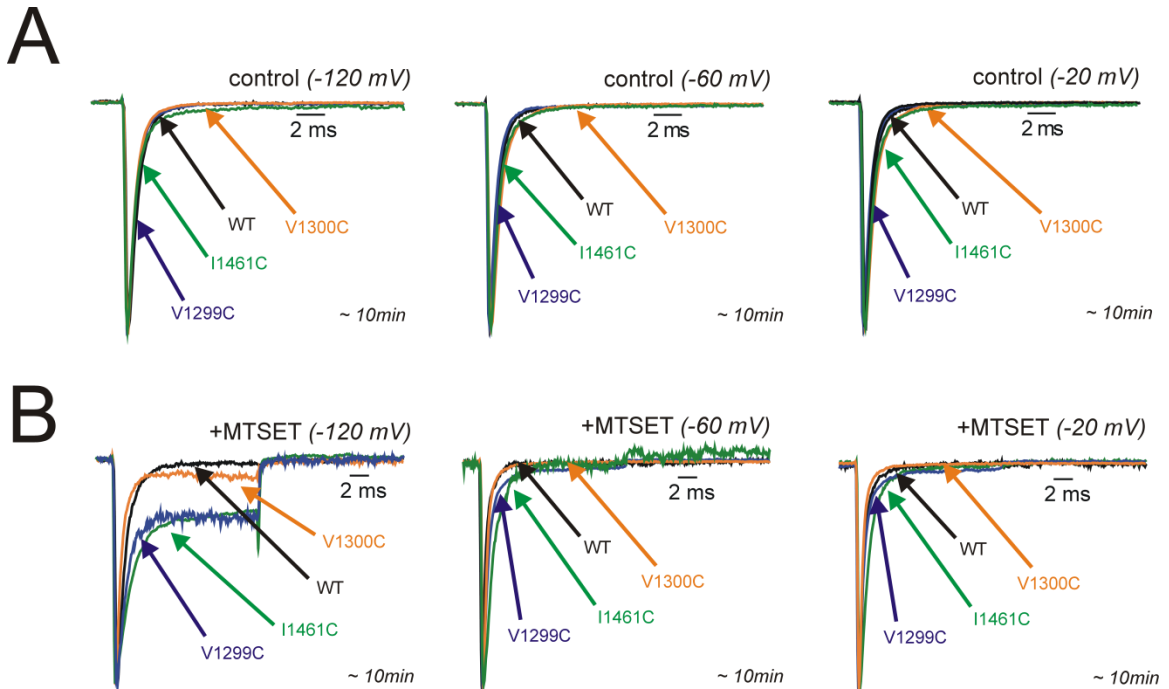 A
control (-120 mV)
2 ms
WT
V1300C
I1461C
V1299C
~ 10min
control (-60 mV)
2 ms
WT
V1300C
I1461C
V1299C
~ 10min
control (-20 mV)
2 ms
WT
V1300C
I1461C
V1299C
~ 10min
B
+MTSET (-120 mV)
2 ms
V1300C
WT
I1461C
V1299C
~ 10min
+MTSET (-60 mV)
2 ms
WT
V1300C
I1461C
V1299C
~ 10min
+MTSET (-20 mV)
2 ms
WT
V1300C
I1461C
V1299C
~ 10min